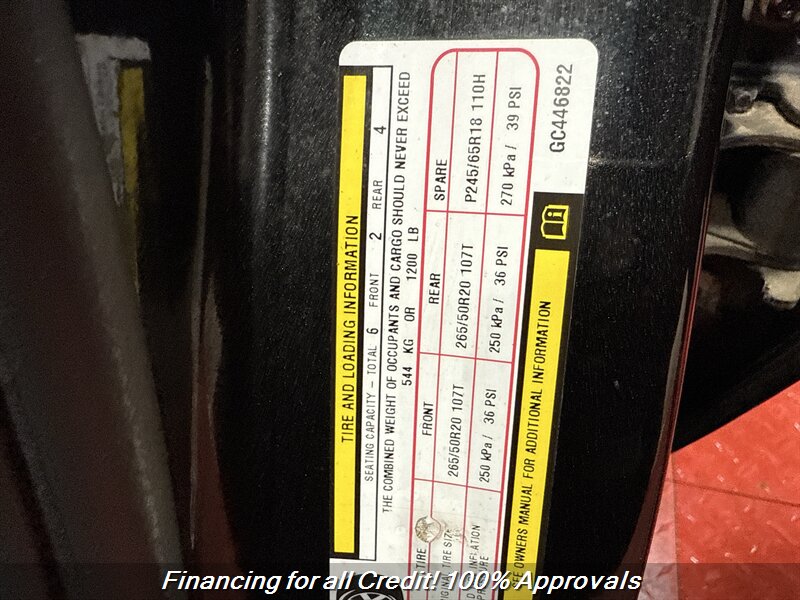 TIRE AND LOADING INFORMATION
SEATING CAPACITY – TOTAL 6 FRONT 2 REAR 4
THE COMBINED WEIGHT OF OCCUPANTS AND CARGO SHOULD NEVER EXCEED
544 KG OR 1200 LB
TIRE FRONT REAR SPARE
TIRE SIZE 265/50R20 107T 265/50R20 107T P245/65R18 110H
250 kPa / 36 PSI 250 kPa / 36 PSI 270 kPa / 39 PSI
OWNERS MANUAL FOR ADDITIONAL INFORMATION
GC446822
Financing for all Credit! 100% Approvals